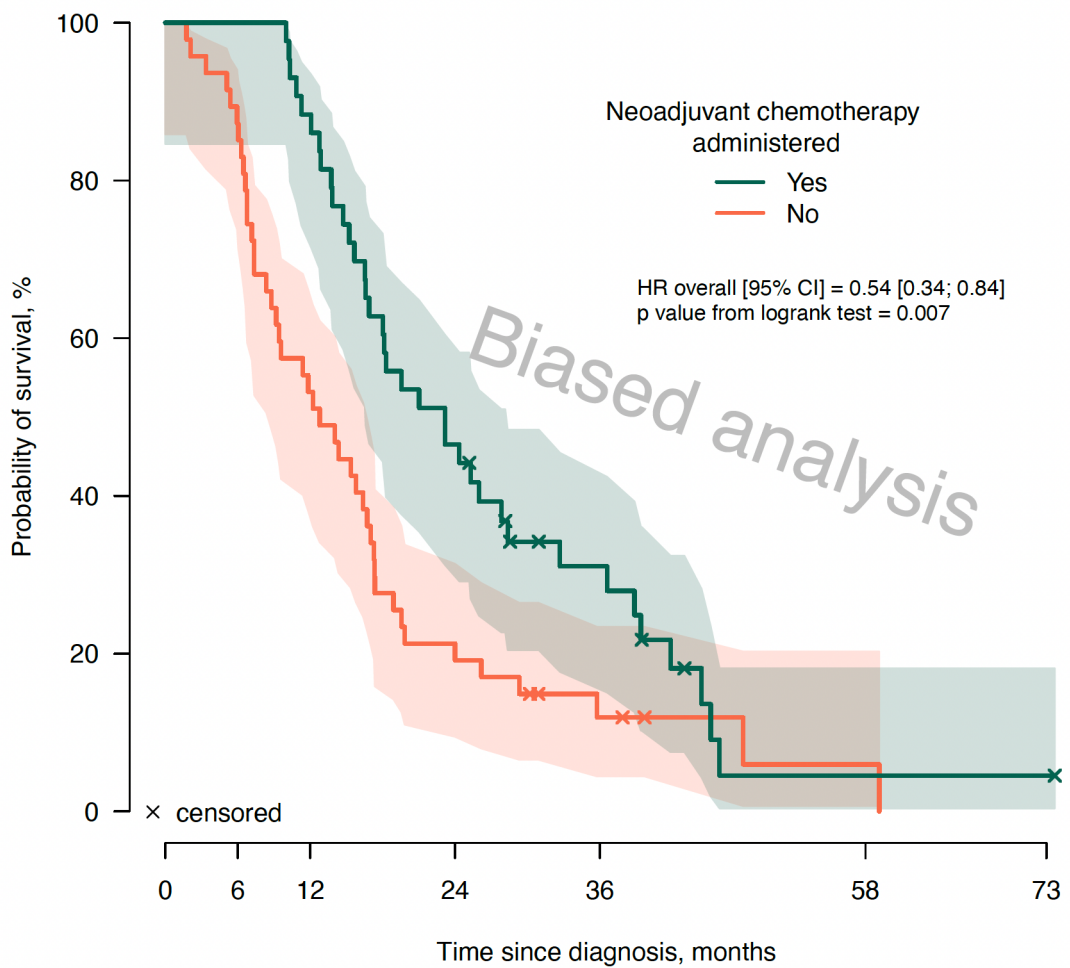 100
80
60
40
20
0
Probability of survival, %
Neoadjuvant chemotherapy
administered
Yes
No
HR overall [95% CI] = 0.54 [0.34; 0.84]
p value from logrank test = 0.007
Biased analysis
× censored
0 6 12 24 36 58 73
Time since diagnosis, months